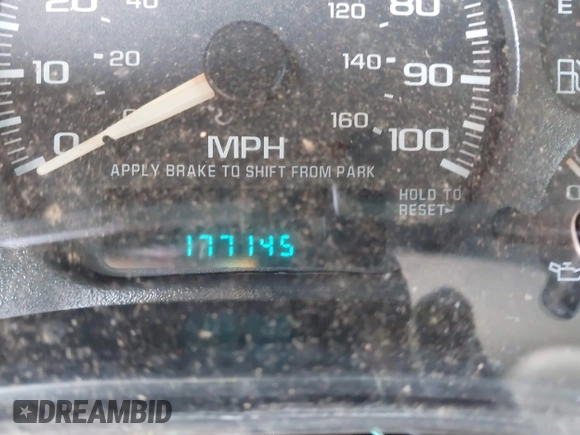 20 40 120 80 E
10 20 140 90
0 160 100
MPH
APPLY BRAKE TO SHIFT FROM PARK
HOLD TO
RESET
0
177145
DREAMBID